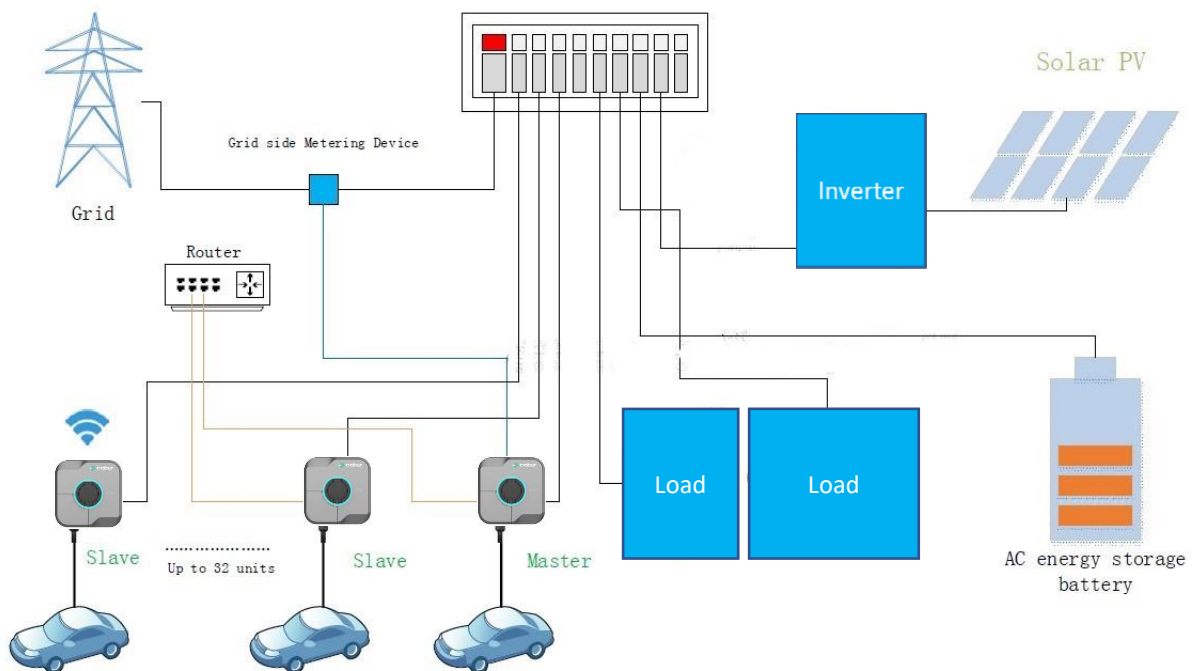 Solar PV
Grid side Metering Device
Inverter
Grid
Router
Load
Load
Slave
Up to 32 units
Slave
Master
AC energy storage
battery